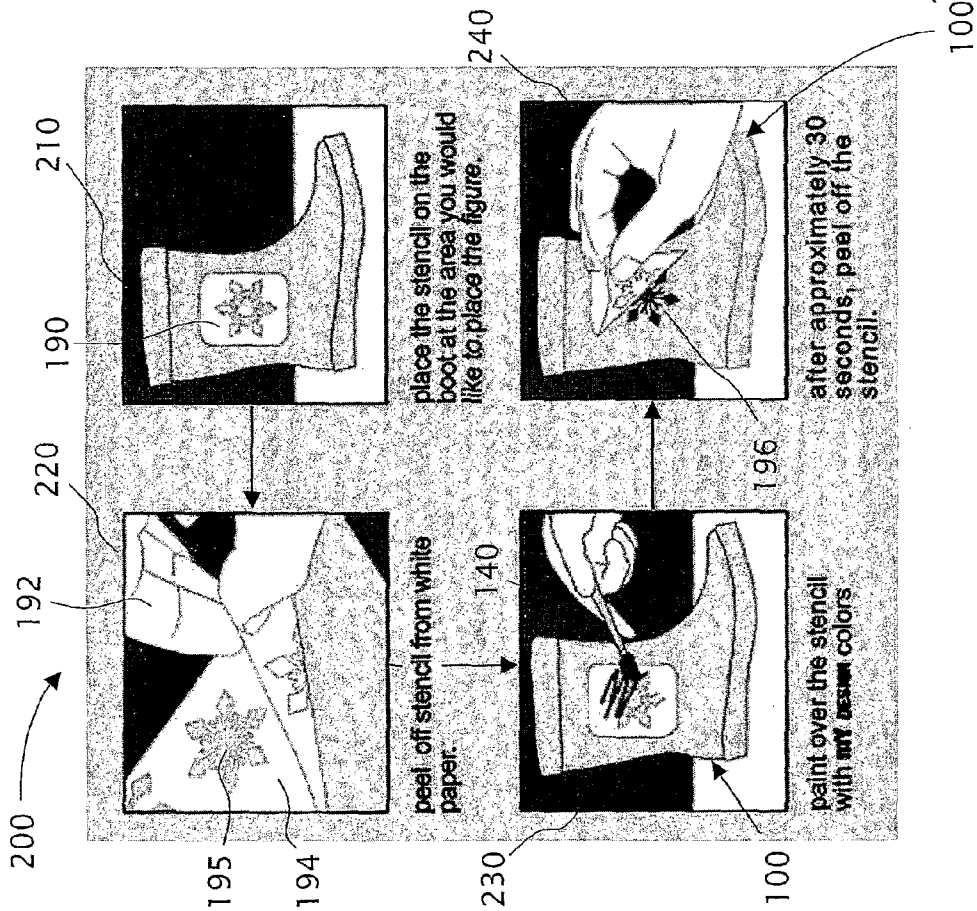 200
192
220
190
210
195
194
peel off stencil from white
paper.
place the stencil on the
boot at the area you would
like to place the figure.
230
140
196
240
100
100'
paint over the stencil
with MY DESIGN colors
after approximately 30
seconds, peel off the
stencil.